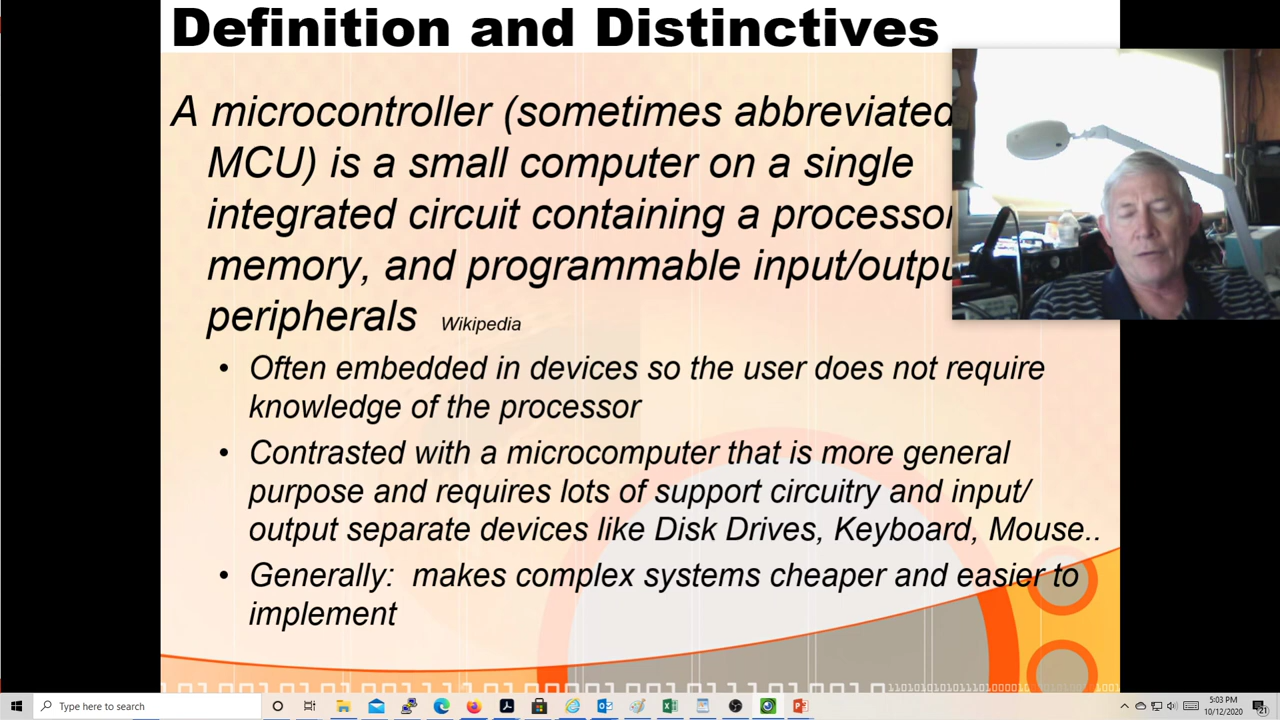 Definition and Distinctives
A microcontroller (sometimes abbreviated
MCU) is a small computer on a single
integrated circuit containing a processor
memory, and programmable input/outpu
peripherals Wikipedia
• Often embedded in devices so the user does not require
knowledge of the processor
• Contrasted with a microcomputer that is more general
purpose and requires lots of support circuitry and input/
output separate devices like Disk Drives, Keyboard, Mouse..
• Generally: makes complex systems cheaper and easier to
implement
Type here to search
5:03 PM
10/12/2020
21